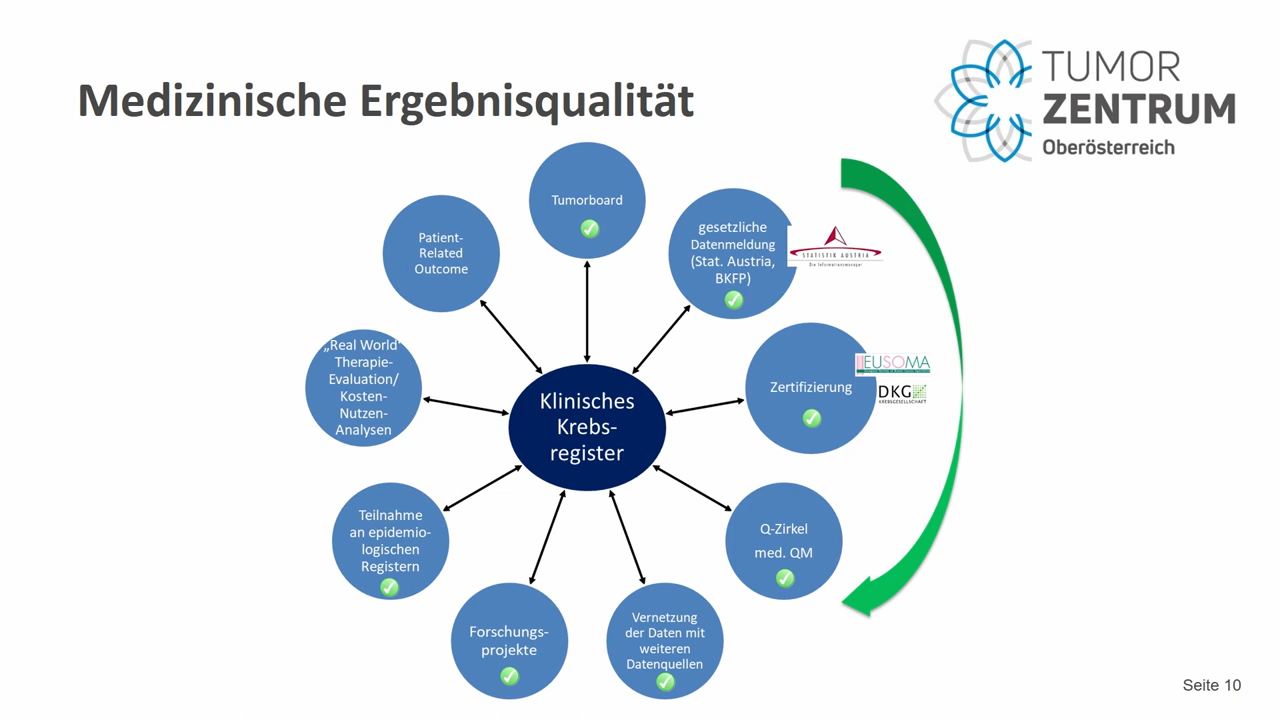 Medizinische Ergebnisqualität
TUMOR
ZENTRUM
Oberösterreich
Tumorboard
gesetzliche
Datenmeldung
(Stat. Austria,
BKFP)
STATISTIK AUSTRIA
Die Informationsmanager
Zertifizierung
EUSOMA
DKG
KREBSGESELLSCHAFT
Q-Zirkel
med. QM
Vernetzung
der Daten mit
weiteren
Datenquellen
Forschungs-
projekte
Teilnahme
an epidemio-
logischen
Registern
„Real World“
Therapie-
Evaluation/
Kosten-
Nutzen-
Analysen
Patient-
Related
Outcome
Klinisches
Krebs-
register
Seite 10